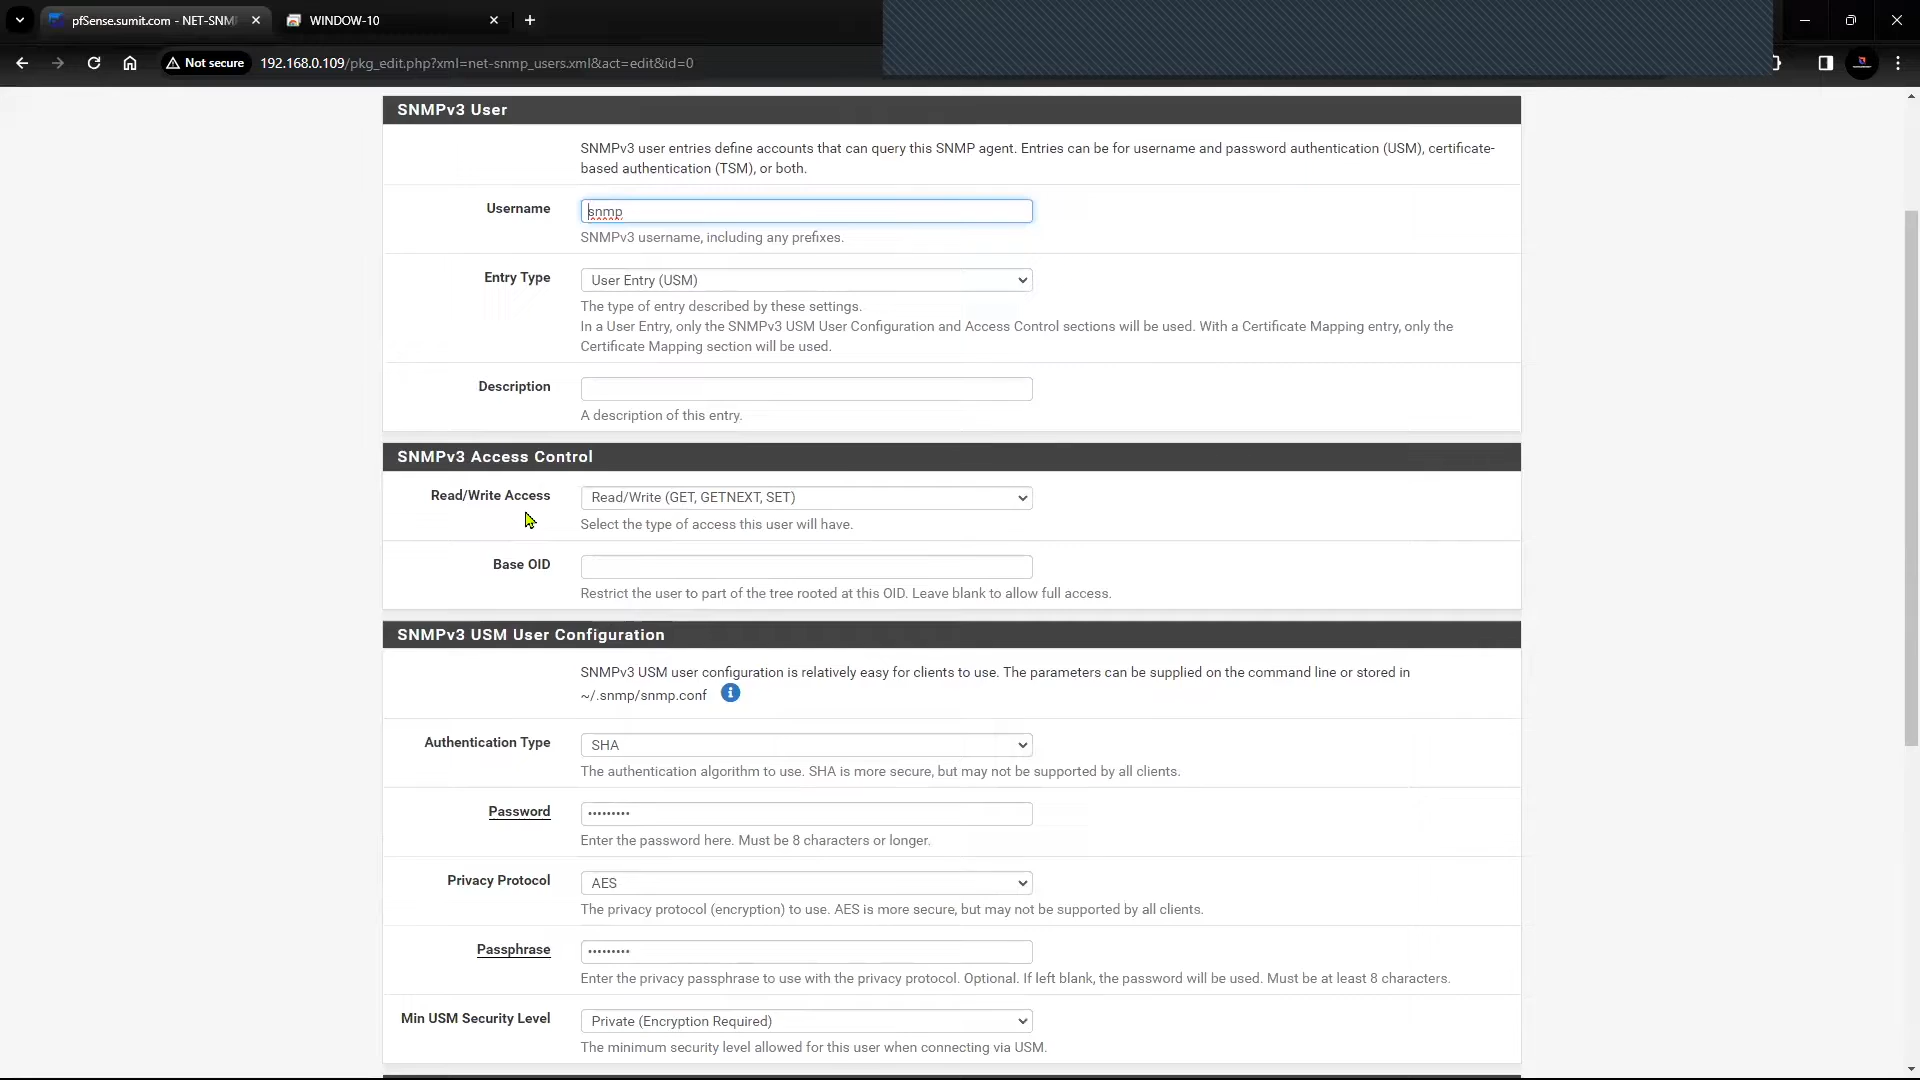 pfSense.sumit.com - NET-SNM
WINDOW-10
Not secure
192.168.0.109/pkg_edit.php?xml=net-snmp_users.xml&act=edit&id=0
SNMPv3 User
SNMPv3 user entries define accounts that can query this SNMP agent. Entries can be for username and password authentication (USM), certificate-
based authentication (TSM), or both.
Username
snmp
SNMPv3 username, including any prefixes.
Entry Type
User Entry (USM)
The type of entry described by these settings.
In a User Entry, only the SNMPv3 USM User Configuration and Access Control sections will be used. With a Certificate Mapping entry, only the
Certificate Mapping section will be used.
Description
A description of this entry.
SNMPv3 Access Control
Read/Write Access
Read/Write (GET, GETNEXT, SET)
Select the type of access this user will have.
Base OID
Restrict the user to part of the tree rooted at this OID. Leave blank to allow full access.
SNMPv3 USM User Configuration
SNMPv3 USM user configuration is relatively easy for clients to use. The parameters can be supplied on the command line or stored in
~/.snmp/snmp.conf
Authentication Type
SHA
The authentication algorithm to use. SHA is more secure, but may not be supported by all clients.
Password
•••••••••
Enter the password here. Must be 8 characters or longer.
Privacy Protocol
AES
The privacy protocol (encryption) to use. AES is more secure, but may not be supported by all clients.
Passphrase
•••••••••
Enter the privacy passphrase to use with the privacy protocol. Optional. If left blank, the password will be used. Must be at least 8 characters.
Min USM Security Level
Private (Encryption Required)
The minimum security level allowed for this user when connecting via USM.